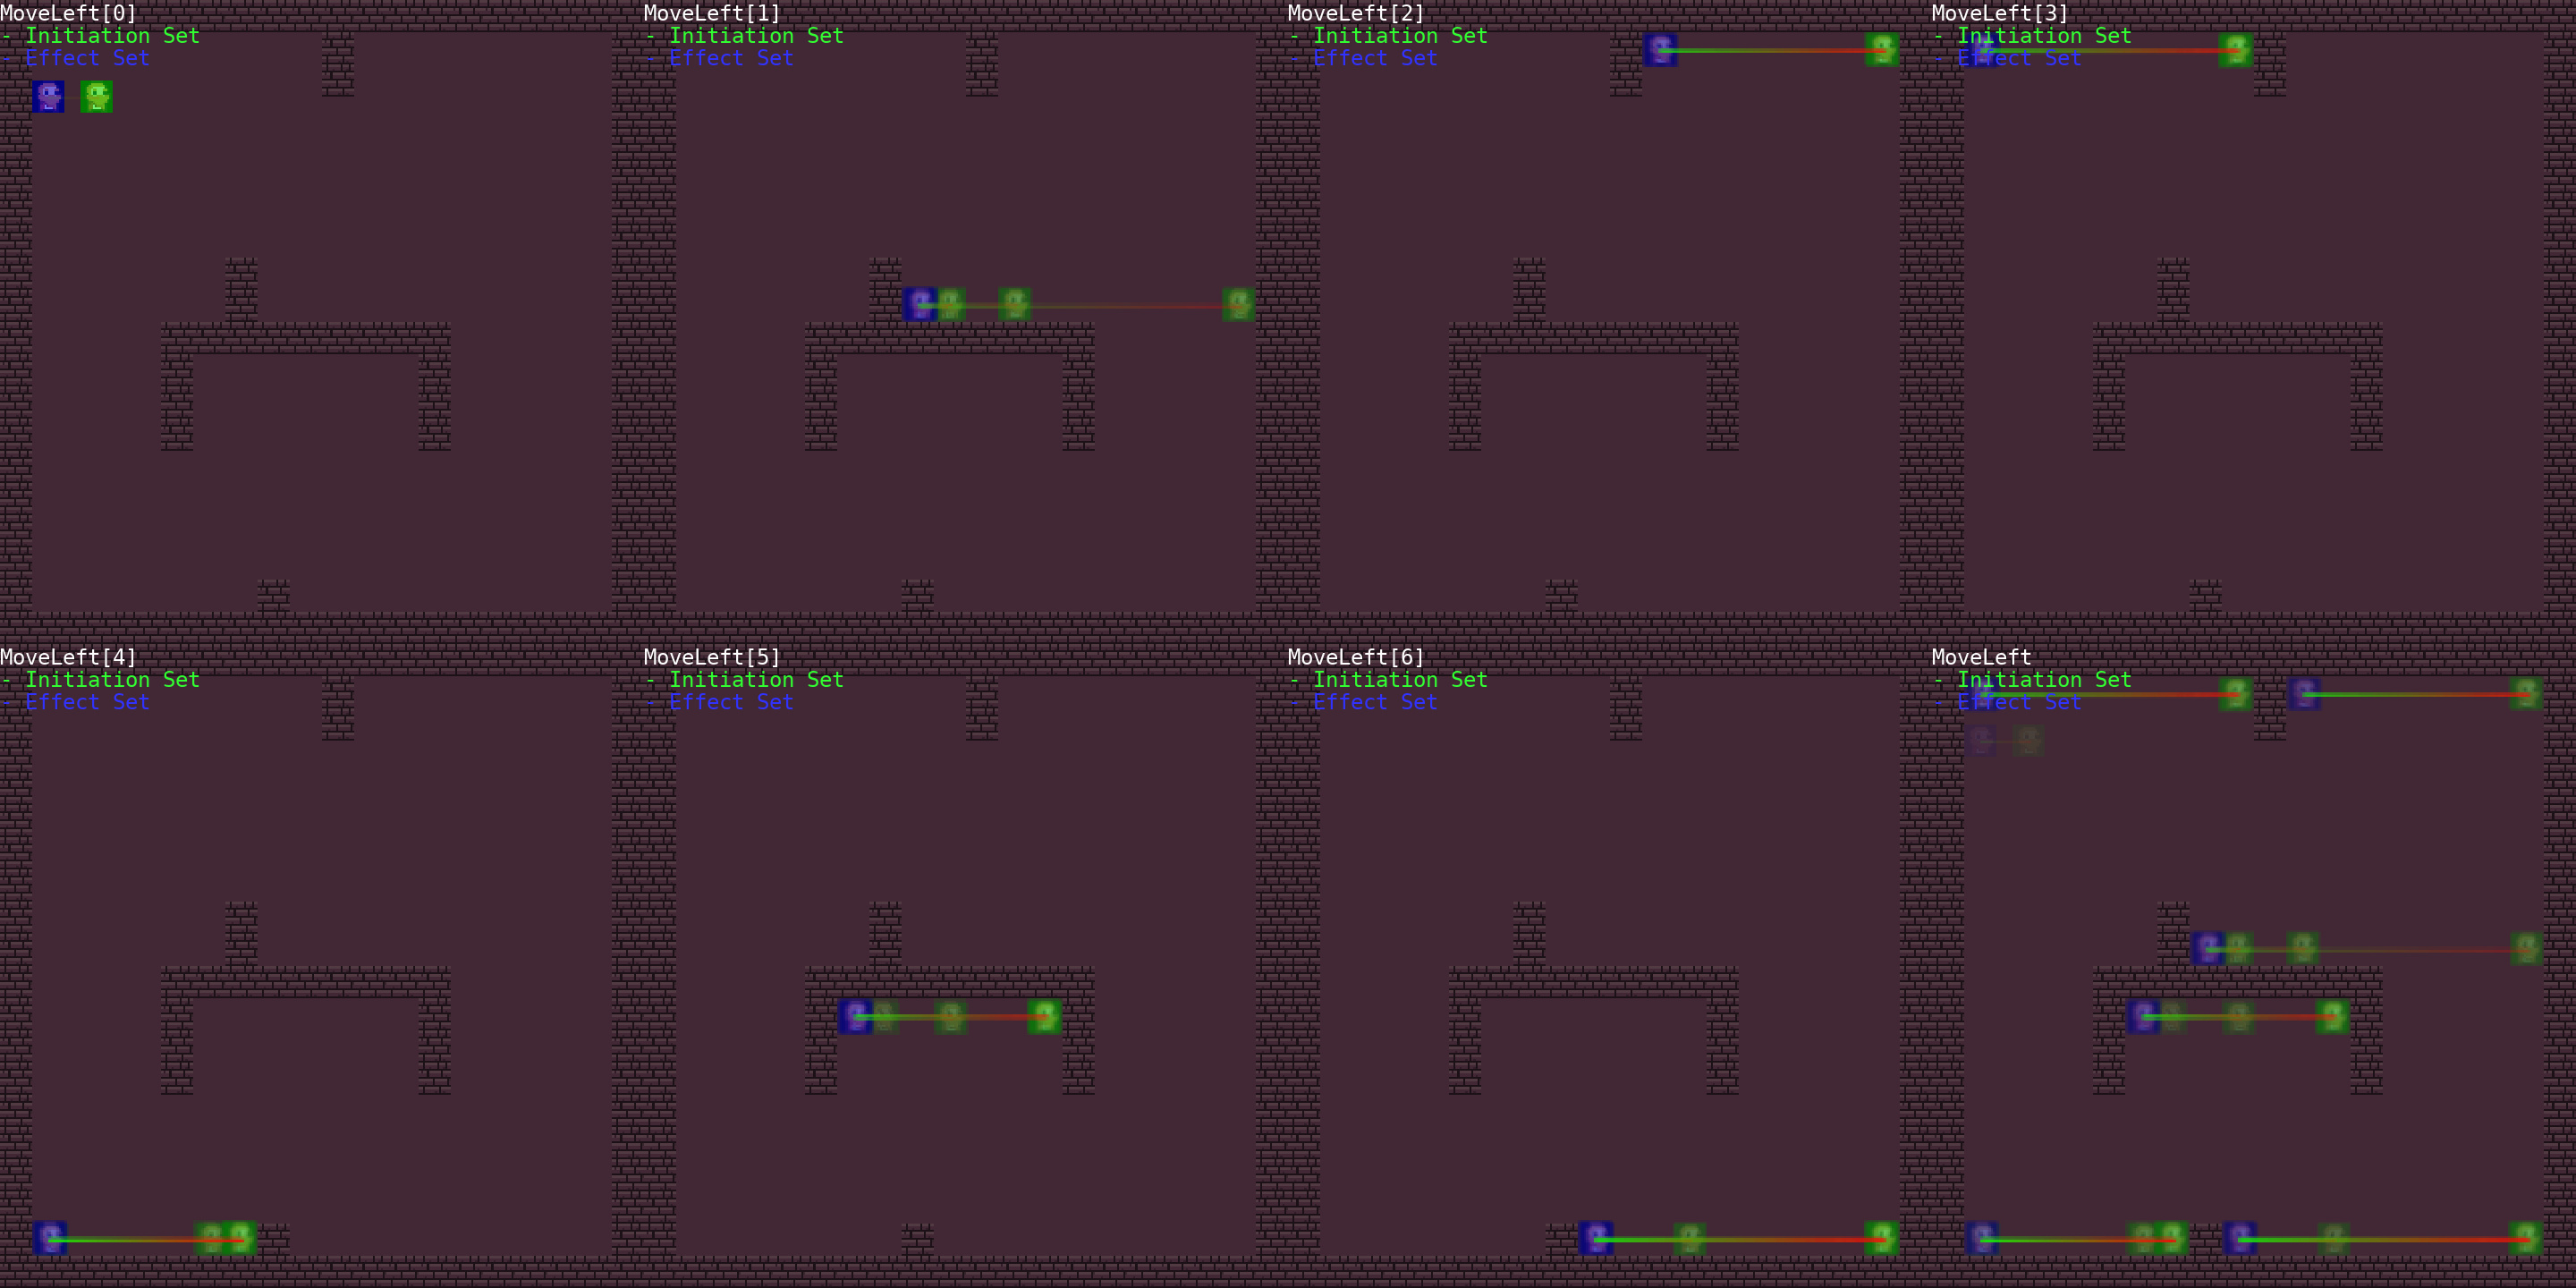 MoveLeft[0]
- Initiation Set
- Effect Set
MoveLeft[1]
- Initiation Set
- Effect Set
MoveLeft[2]
- Initiation Set
- Effect Set
MoveLeft[3]
- Initiation Set
- Effect Set
MoveLeft[4]
- Initiation Set
- Effect Set
MoveLeft[5]
- Initiation Set
- Effect Set
MoveLeft[6]
- Initiation Set
- Effect Set
MoveLeft
- Initiation Set
- Effect Set